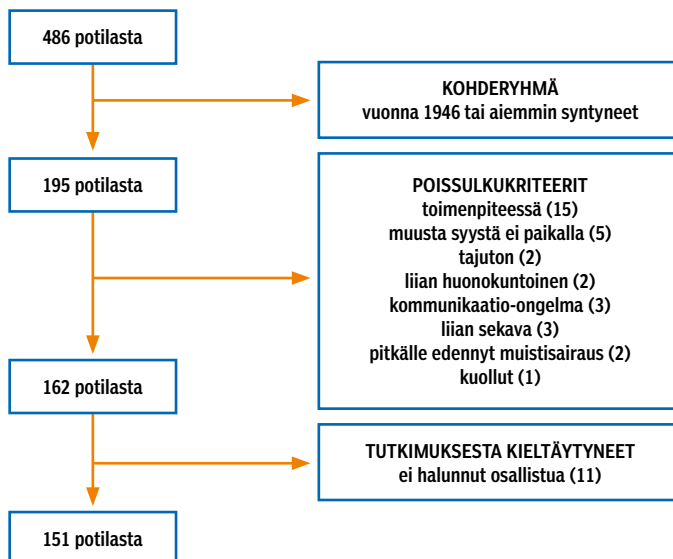 486 potilasta
KOHDERYHMÄ
vuonna 1946 tai aiemmin syntyneet
195 potilasta
POISSULKUKRITEERIT
toimenpiteessä (15)
muusta syystä ei paikalla (5)
tajuton (2)
liian huonokuntoinen (2)
kommunikaatio-ongelma (3)
liian sekava (3)
pitkälle edennyt muistisairaus (2)
kuollut (1)
162 potilasta
TUTKIMUKSESTA KIELTÄYTYNEET
ei halunnut osallistua (11)
151 potilasta